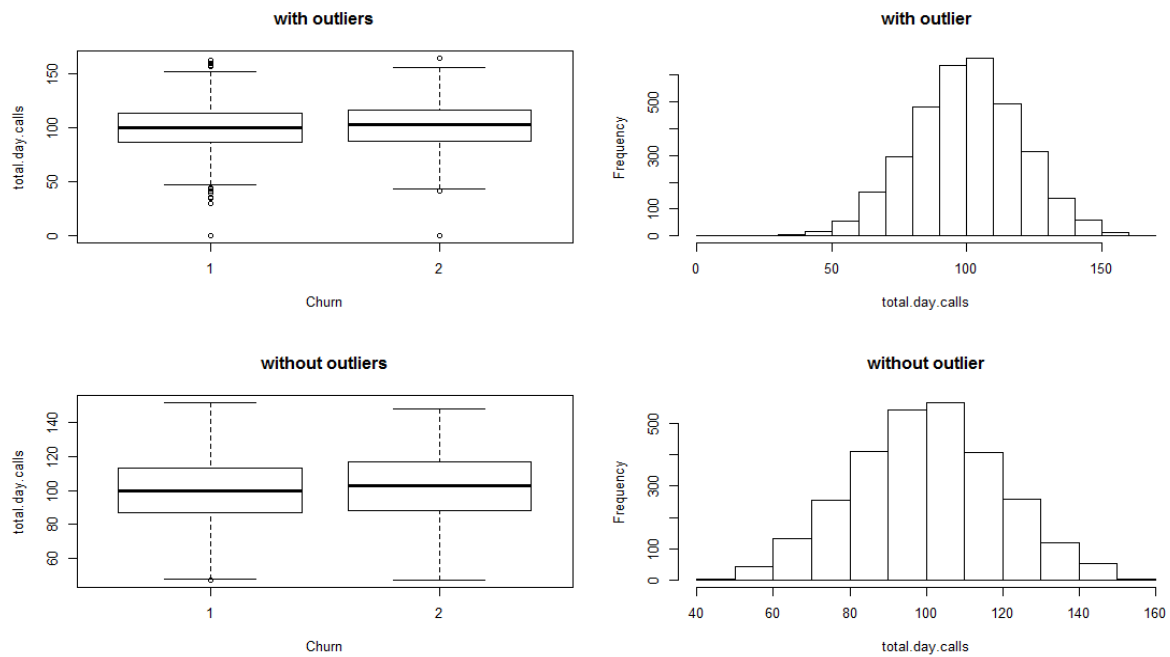 with outliers
total.day.calls
150
100
50
0
1 2
Churn
with outlier
Frequency
500
300
100
0
0 50 100 150
total.day.calls
without outliers
total.day.calls
140
120
100
80
60
1 2
Churn
without outlier
Frequency
500
300
100
0
40 60 80 100 120 140 160
total.day.calls